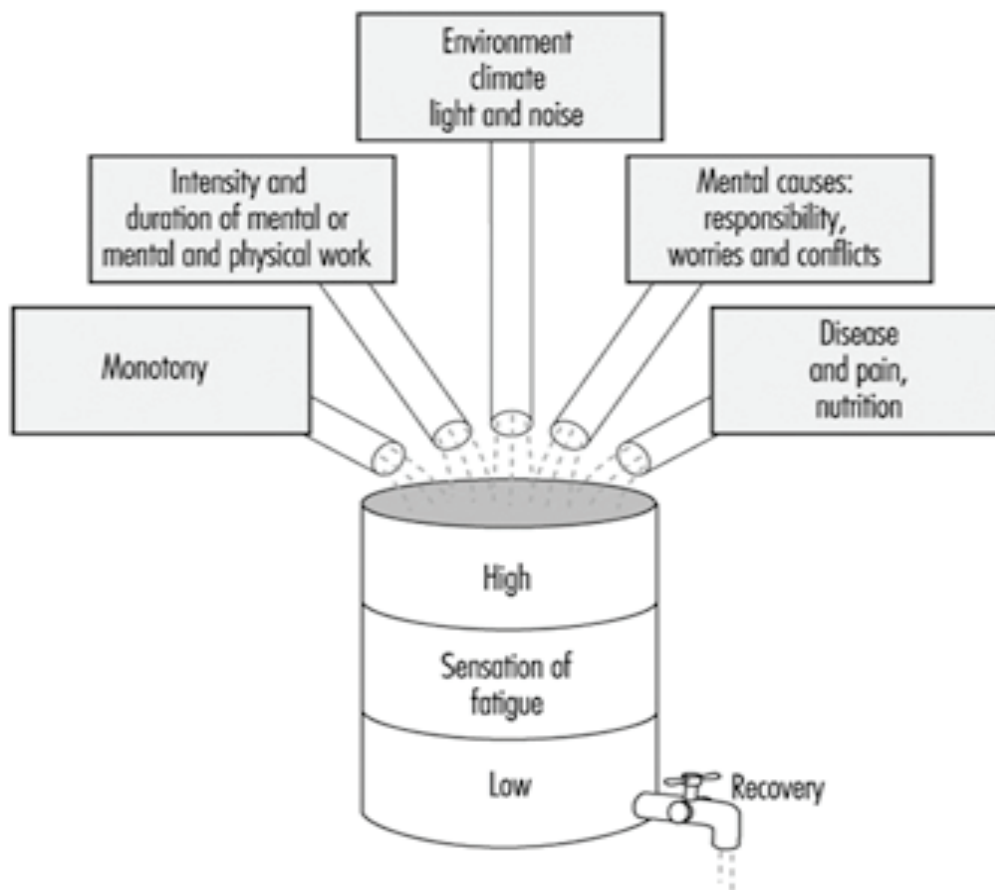 Environment
climate
light and noise
Intensity and
duration of mental or
mental and physical work
Mental causes:
responsibility,
worries and conflicts
Monotony
Disease
and pain,
nutrition
High
Sensation of
fatigue
Low
Recovery